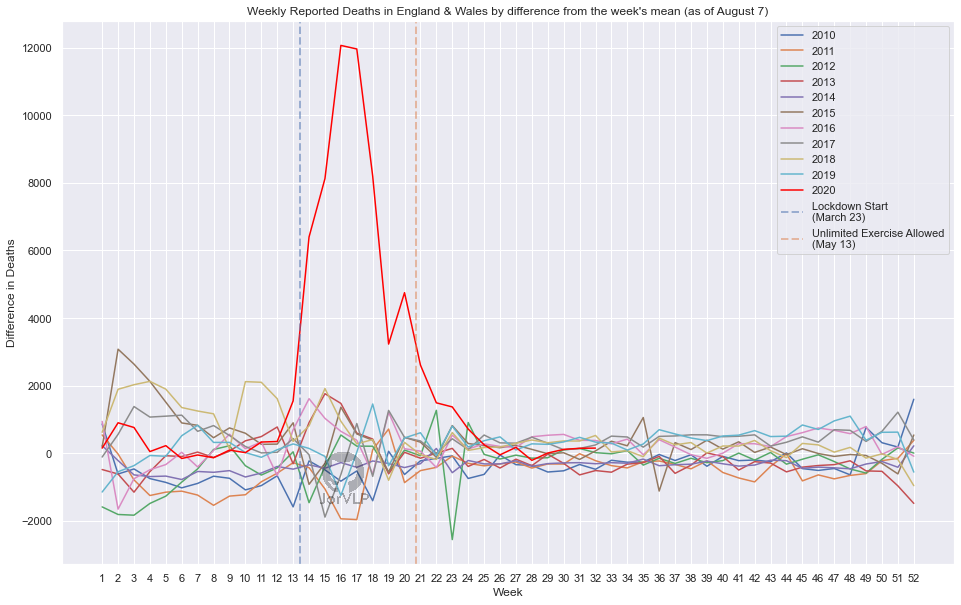 Weekly Reported Deaths in England & Wales by difference from the week's mean (as of August 7)
12000
10000
8000
6000
4000
2000
0
−2000
Difference in Deaths
2010
2011
2012
2013
2014
2015
2016
2017
2018
2019
2020
Lockdown Start
(March 23)
Unlimited Exercise Allowed
(May 13)
1 2 3 4 5 6 7 8 9 10 11 12 13 14 15 16 17 18 19 20 21 22 23 24 25 26 27 28 29 30 31 32 33 34 35 36 37 38 39 40 41 42 43 44 45 46 47 48 49 50 51 52
Week